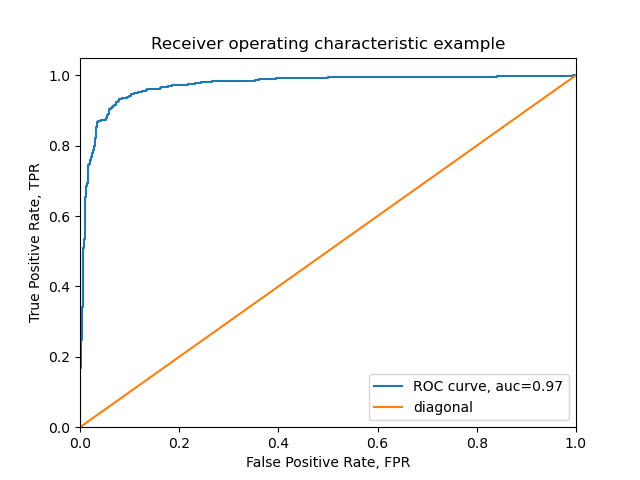 Receiver operating characteristic example
True Positive Rate, TPR
1.0
0.8
0.6
0.4
0.2
0.0
ROC curve, auc=0.97
diagonal
0.0 0.2 0.4 0.6 0.8 1.0
False Positive Rate, FPR